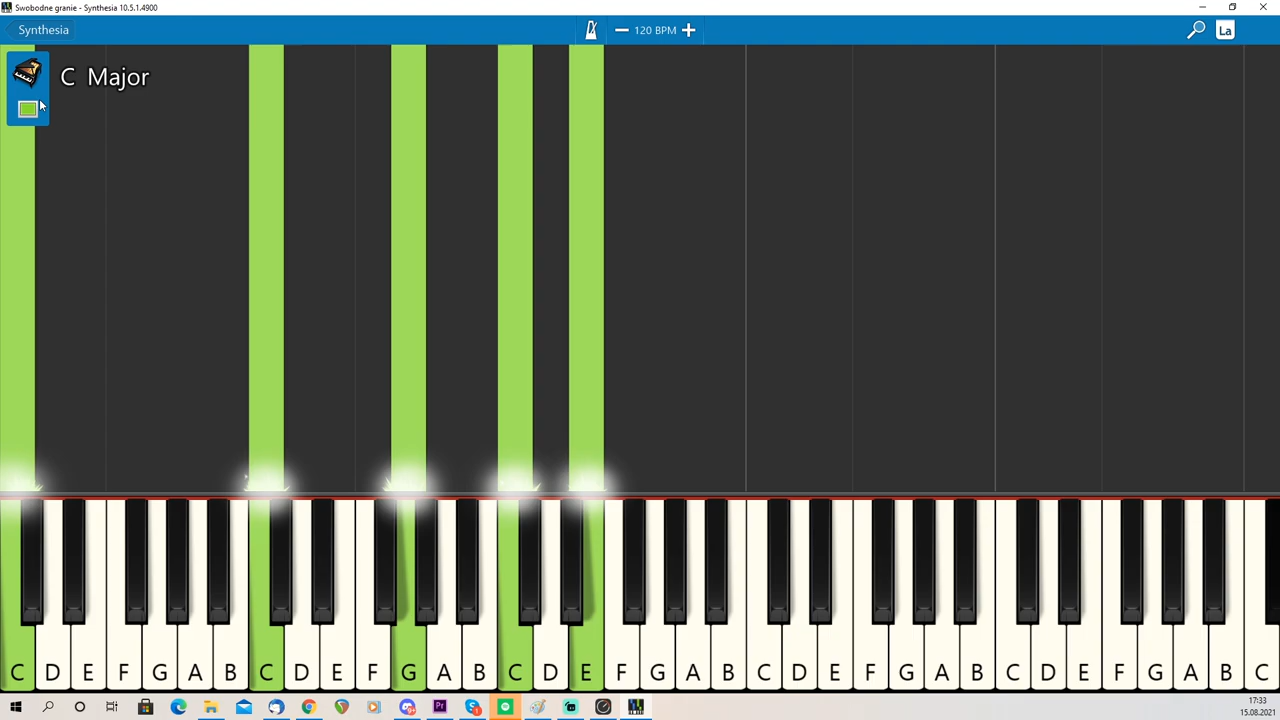 Swobodne granie - Synthesia 10.5.1.4900
Synthesia
120 BPM
La
C Major
C D E F G A B C D E F G A B C D E F G A B C D E F G A B C D E F G A B C
17:33
15.08.2021